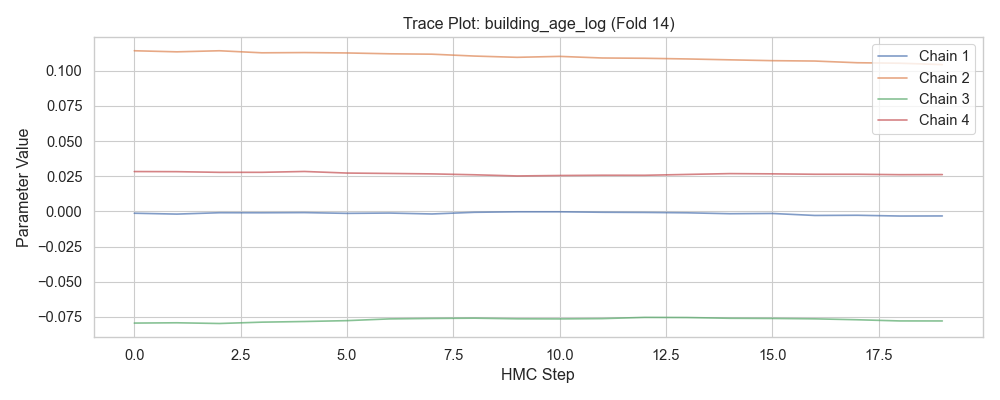 Trace Plot: building_age_log (Fold 14)
Parameter Value
0.100
0.075
0.050
0.025
0.000
−0.025
−0.050
−0.075
Chain 1
Chain 2
Chain 3
Chain 4
0.0 2.5 5.0 7.5 10.0 12.5 15.0 17.5
HMC Step